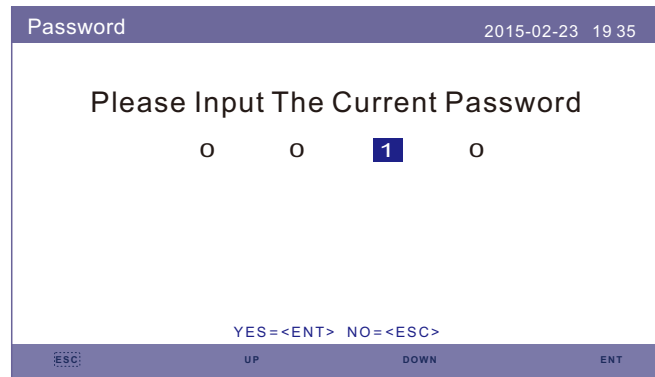 Password 2015-02-23 19 35
Please Input The Current Password
0 0 1 0
YES=<ENT> NO=<ESC>
ESC UP DOWN ENT